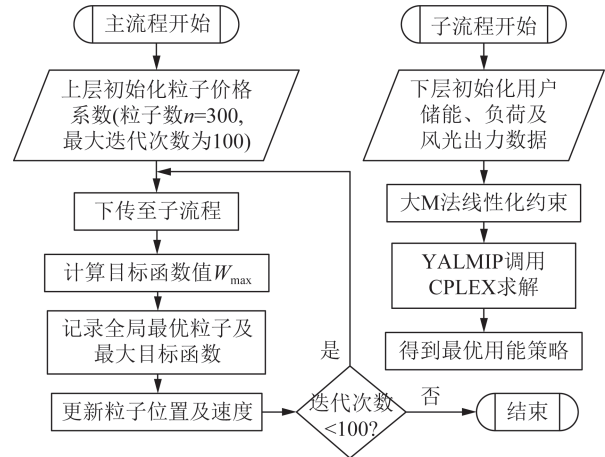 主流程开始
上层初始化粒子价格
系数(粒子数n=300,
最大迭代次数为100)
下传至子流程
计算目标函数值Wmax
记录全局最优粒子及
最大目标函数
更新粒子位置及速度
迭代次数
<100?
是
否
结束
子流程开始
下层初始化用户
储能、负荷及
风光出力数据
大M法线性化约束
YALMIP调用
CPLEX求解
得到最优用能策略